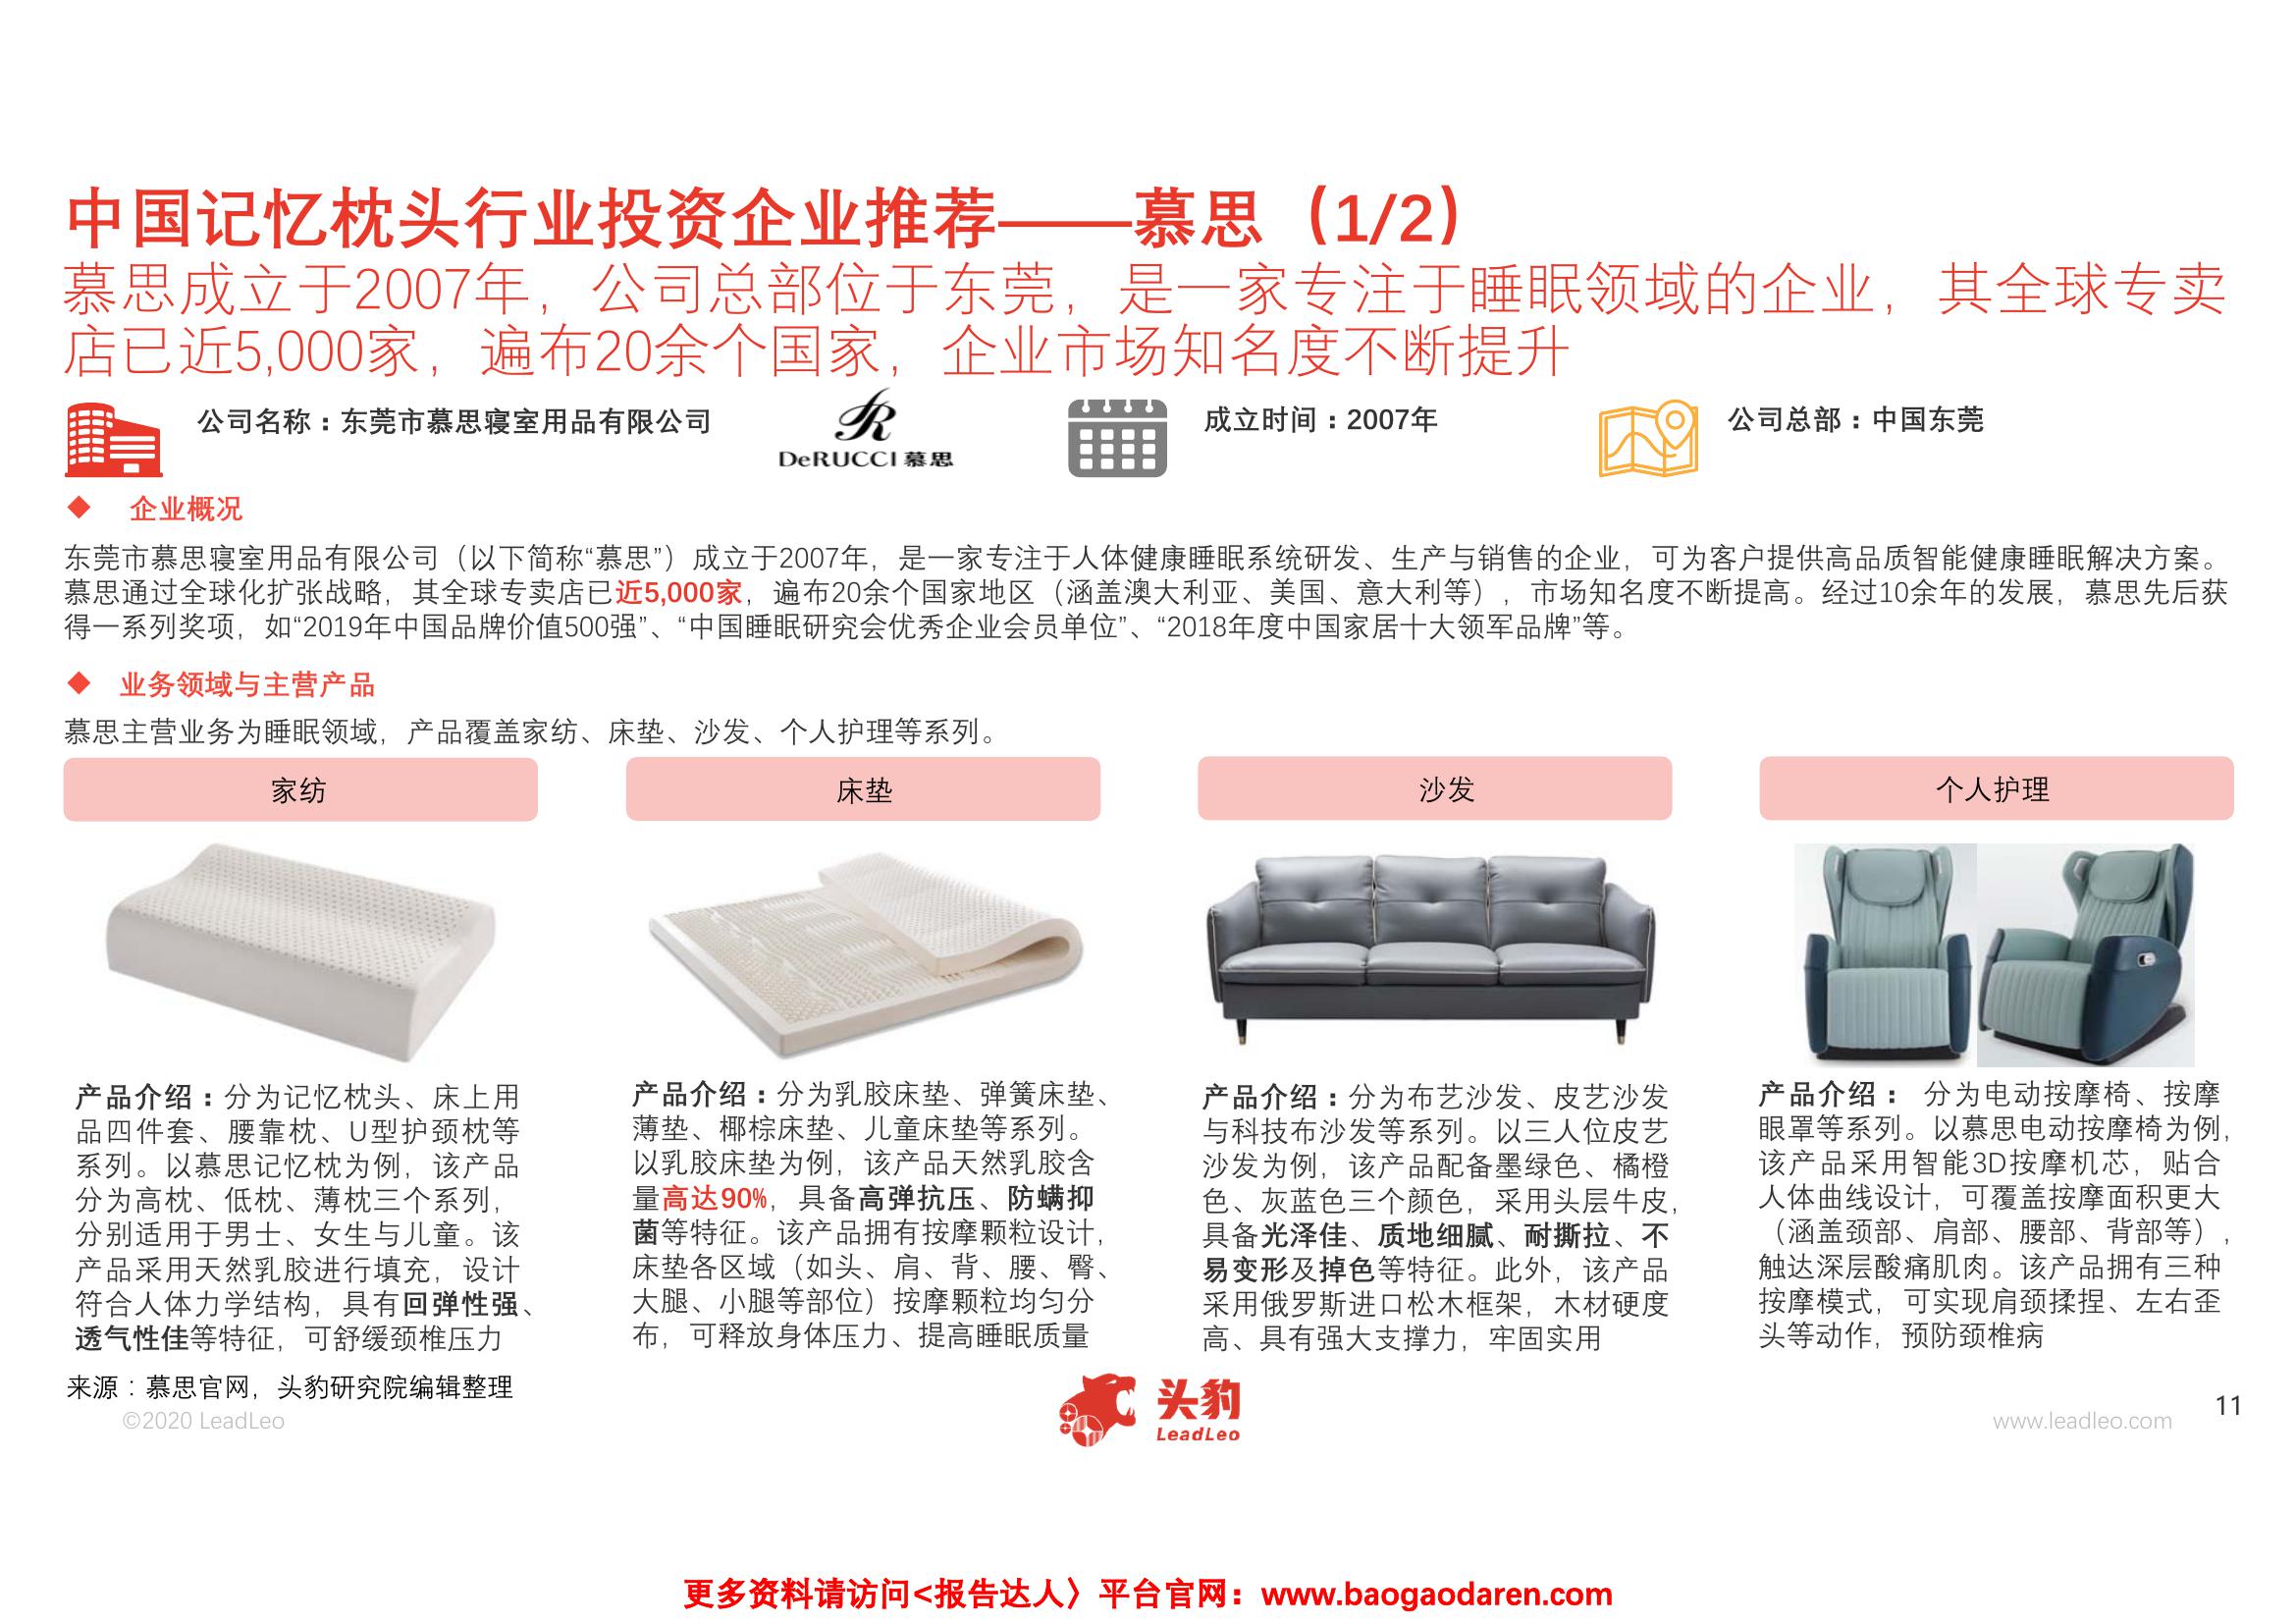 中国记忆枕头行业投资企业推荐——慕思（1/2）
慕思成立于2007年，公司总部位于东莞，是一家专注于睡眠领域的企业，其全球专卖
店已近5,000家，遍布20余个国家，企业市场知名度不断提升
公司名称：东莞市慕思寝室用品有限公司
DeRUCCI 慕思
成立时间：2007年
公司总部：中国东莞
◆ 企业概况
东莞市慕思寝室用品有限公司（以下简称“慕思”）成立于2007年，是一家专注于人体健康睡眠系统研发、生产与销售的企业，可为客户提供高品质智能健康睡眠解决方案。
慕思通过全球化扩张战略，其全球专卖店已近5,000家，遍布20余个国家地区（涵盖澳大利亚、美国、意大利等），市场知名度不断提高。经过10余年的发展，慕思先后获
得一系列奖项，如“2019年中国品牌价值500强”、“中国睡眠研究会优秀企业会员单位”、“2018年度中国家居十大领军品牌”等。
◆ 业务领域与主营产品
慕思主营业务为睡眠领域，产品覆盖家纺、床垫、沙发、个人护理等系列。
家纺
产品介绍：分为记忆枕头、床上用
品四件套、腰靠枕、U型护颈枕等
系列。以慕思记忆枕为例，该产品
分为高枕、低枕、薄枕三个系列，
分别适用于男士、女生与儿童。该
产品采用天然乳胶进行填充，设计
符合人体力学结构，具有回弹性强、
透气性佳等特征，可舒缓颈椎压力
床垫
产品介绍：分为乳胶床垫、弹簧床垫、
薄垫、椰棕床垫、儿童床垫等系列。
以乳胶床垫为例，该产品天然乳胶含
量高达90%，具备高弹抗压、防螨抑
菌等特征。该产品拥有按摩颗粒设计，
床垫各区域（如头、肩、背、腰、臀、
大腿、小腿等部位）按摩颗粒均匀分
布，可释放身体压力、提高睡眠质量
沙发
产品介绍：分为布艺沙发、皮艺沙发
与科技布沙发等系列。以三人位皮艺
沙发为例，该产品配备墨绿色、橘橙
色、灰蓝色三个颜色，采用头层牛皮，
具备光泽佳、质地细腻、耐撕拉、不
易变形及掉色等特征。此外，该产品
采用俄罗斯进口松木框架，木材硬度
高、具有强大支撑力，牢固实用
个人护理
产品介绍： 分为电动按摩椅、按摩
眼罩等系列。以慕思电动按摩椅为例，
该产品采用智能3D按摩机芯，贴合
人体曲线设计，可覆盖按摩面积更大
（涵盖颈部、肩部、腰部、背部等），
触达深层酸痛肌肉。该产品拥有三种
按摩模式，可实现肩颈揉捏、左右歪
头等动作，预防颈椎病
来源：慕思官网，头豹研究院编辑整理
©2020 LeadLeo
头豹
LeadLeo
www.leadleo.com
11
更多资料请访问<报告达人〉平台官网：www.baogaodaren.com